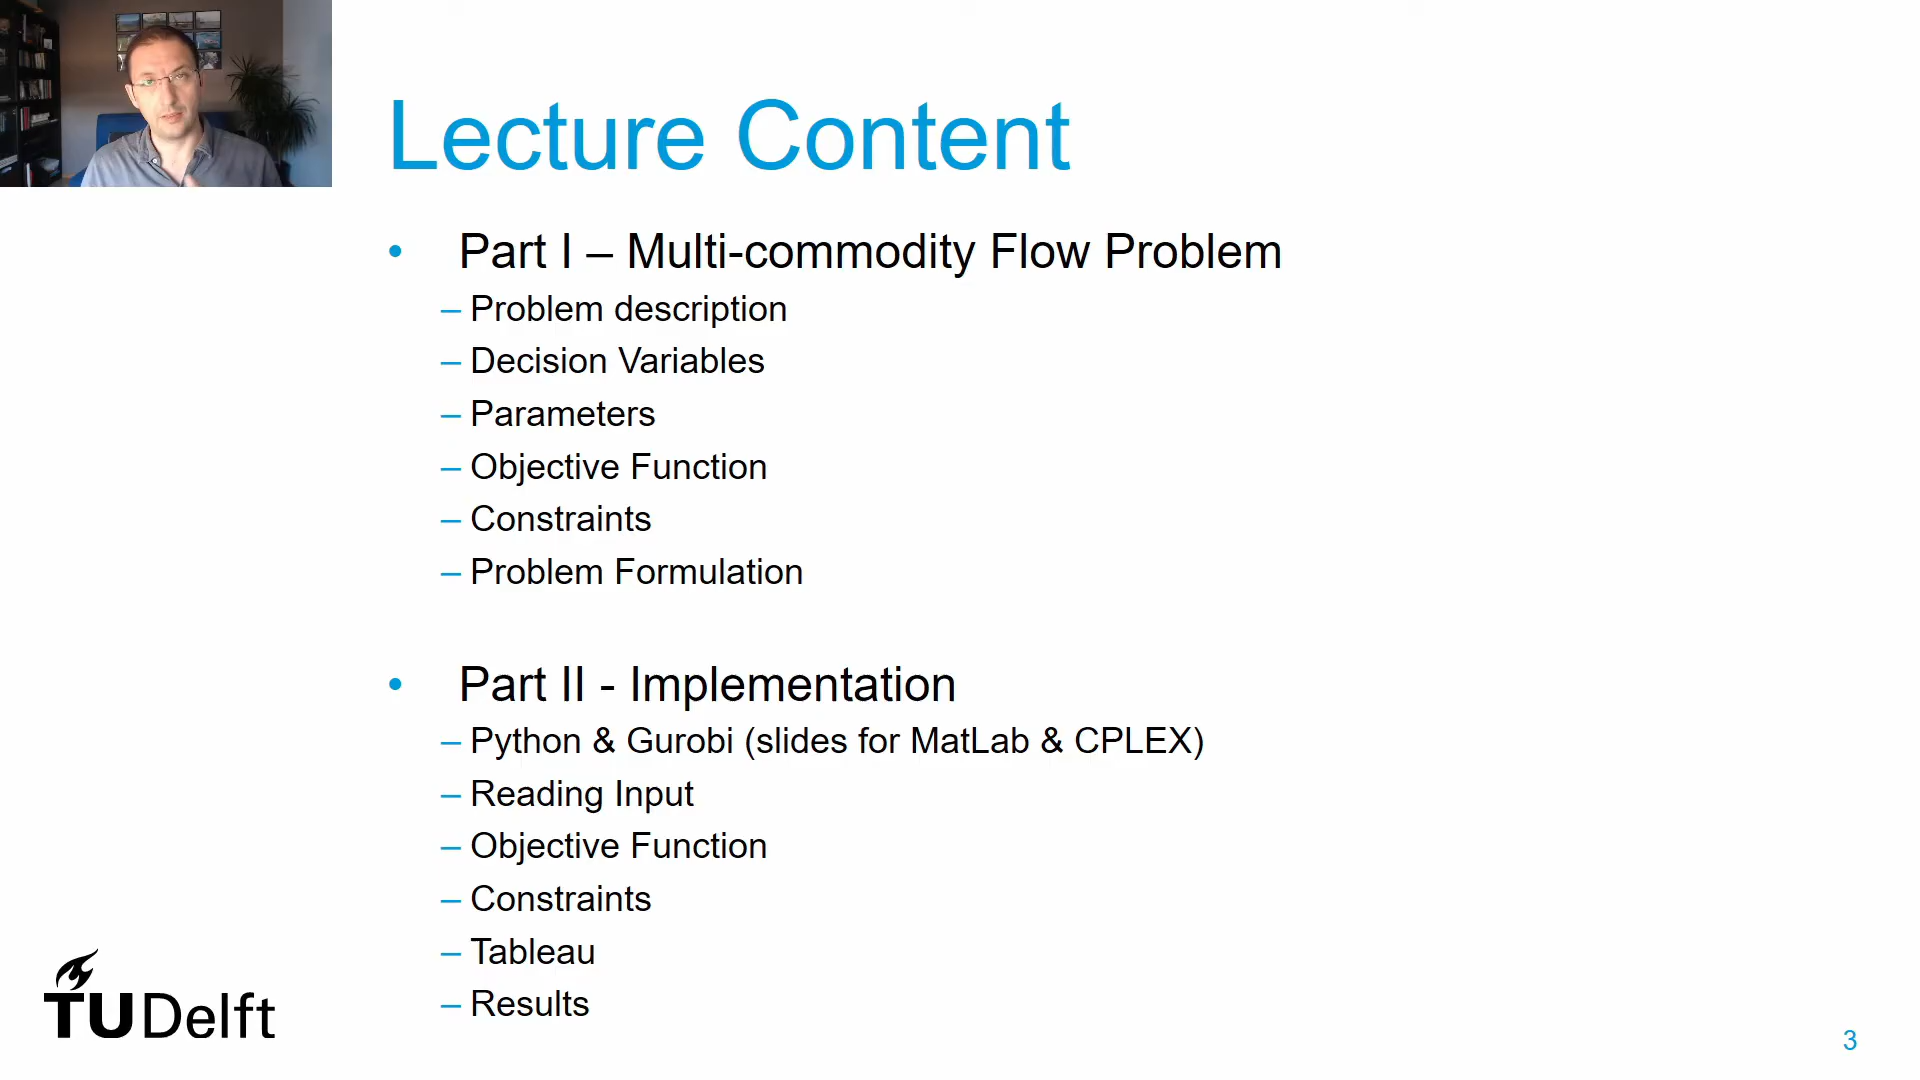 Lecture Content
• Part I – Multi-commodity Flow Problem
– Problem description
– Decision Variables
– Parameters
– Objective Function
– Constraints
– Problem Formulation
• Part II - Implementation
– Python & Gurobi (slides for MatLab & CPLEX)
– Reading Input
– Objective Function
– Constraints
– Tableau
– Results
TUDelft
3